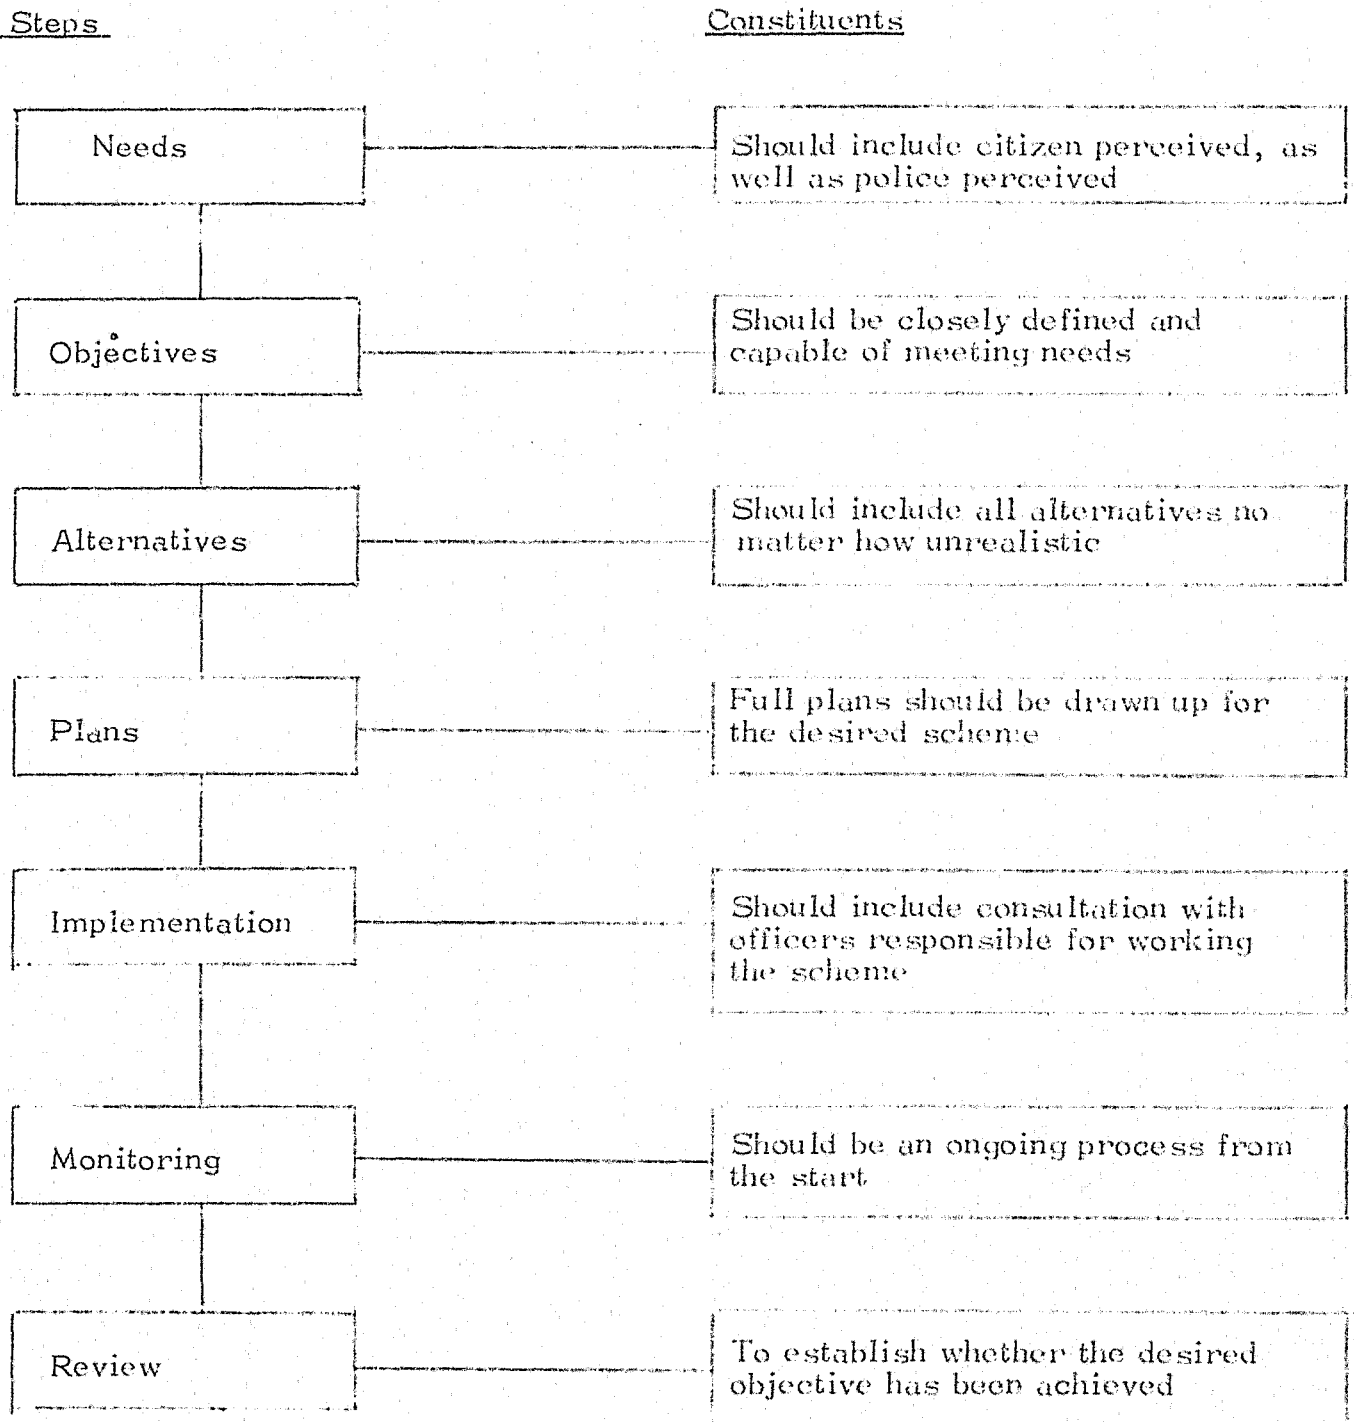 Steps Constituents
Needs
Should include citizen perceived, as
well as police perceived
Objectives
Should be closely defined and
capable of meeting needs
Alternatives
Should include all alternatives no
matter how unrealistic
Plans
Full plans should be drawn up for
the desired scheme
Implementation
Should include consultation with
officers responsible for working
the scheme
Monitoring
Should be an ongoing process from
the start
Review
To establish whether the desired
objective has been achieved